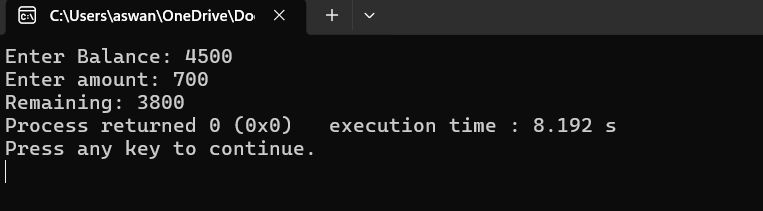 C:\Users\aswan\OneDrive\Do
Enter Balance: 4500
Enter amount: 700
Remaining: 3800
Process returned 0 (0x0)   execution time : 8.192 s
Press any key to continue.